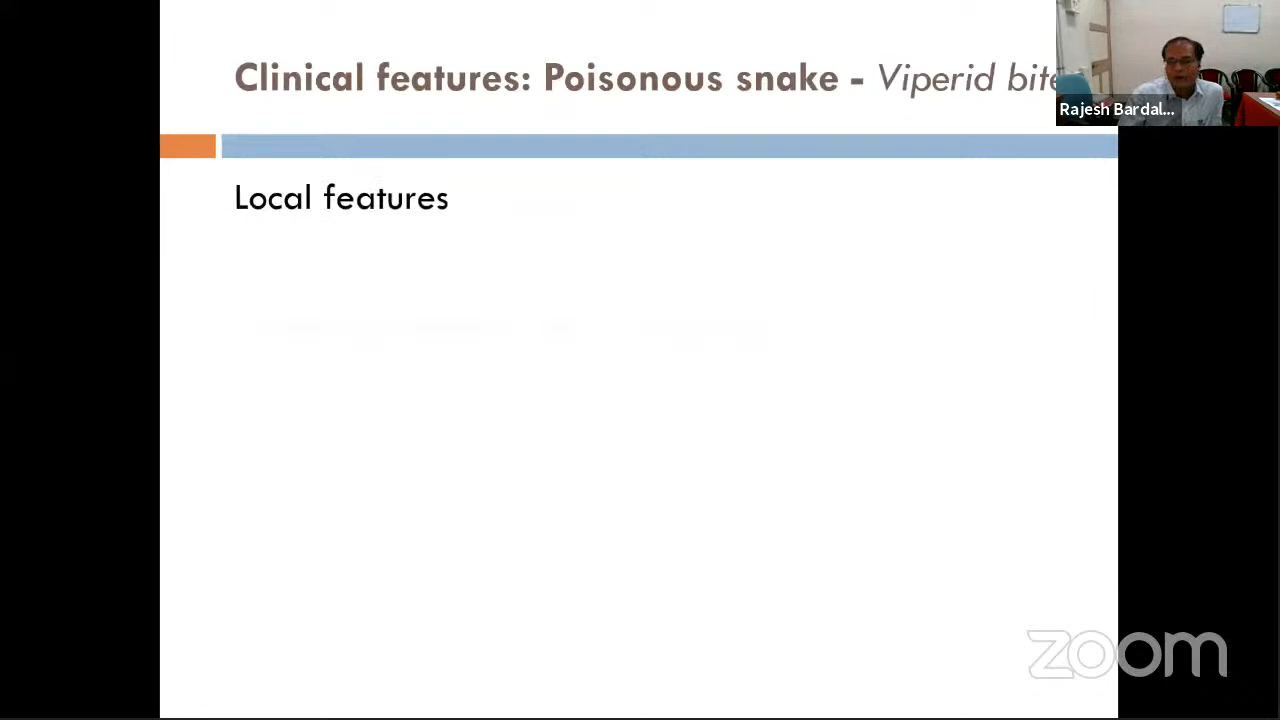 Clinical features: Poisonous snake - Viperid bite
Rajesh Bardal...
Local features
zoom